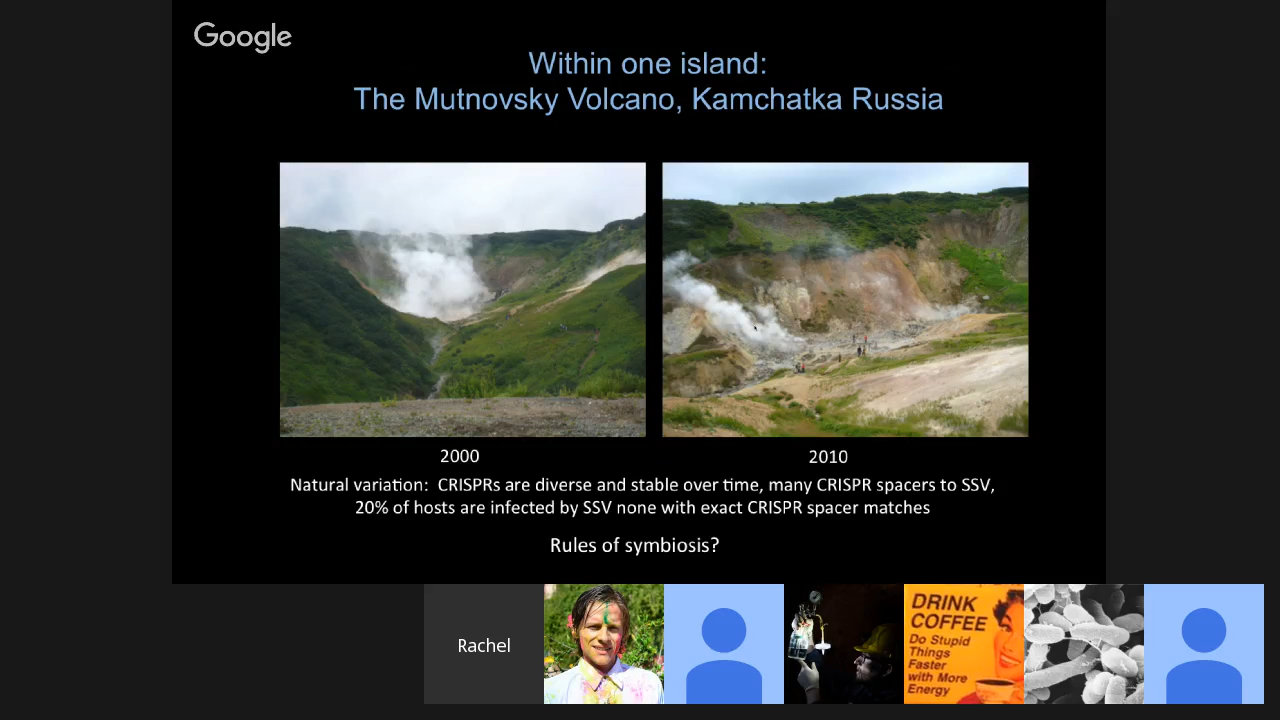 Google
Within one island:
The Mutnovsky Volcano, Kamchatka Russia
2000
2010
Natural variation: CRISPRs are diverse and stable over time, many CRISPR spacers to SSV,
20% of hosts are infected by SSV none with exact CRISPR spacer matches
Rules of symbiosis?
Rachel
DRINK
COFFEE
Do Stupid
Things
Faster
with More
Energy